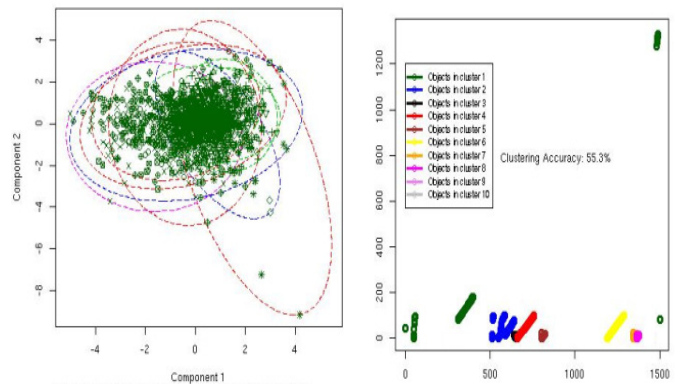 4
2
0
-2
-4
-6
-8
Component 2
-4
-2
0
2
4
Component 1
1200
1000
800
600
400
200
0
Objects in cluster 1
Objects in cluster 2
Objects in cluster 3
Objects in cluster 4
Objects in cluster 5
Objects in cluster 6
Objects in cluster 7
Objects in cluster 8
Objects in cluster 9
Objects in cluster 10
Clustering Accuracy: 55.3%
0
500
1000
1500